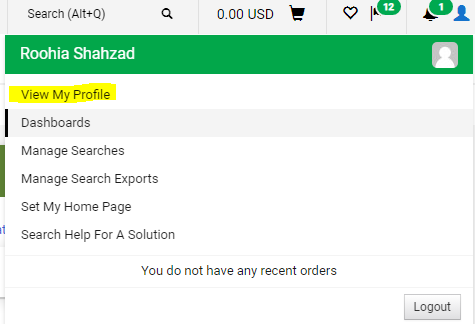 Search (Alt+Q) 0.00 USD 12 1
Roohia Shahzad
View My Profile
Dashboards
Manage Searches
Manage Search Exports
Set My Home Page
Search Help For A Solution
You do not have any recent orders
Logout